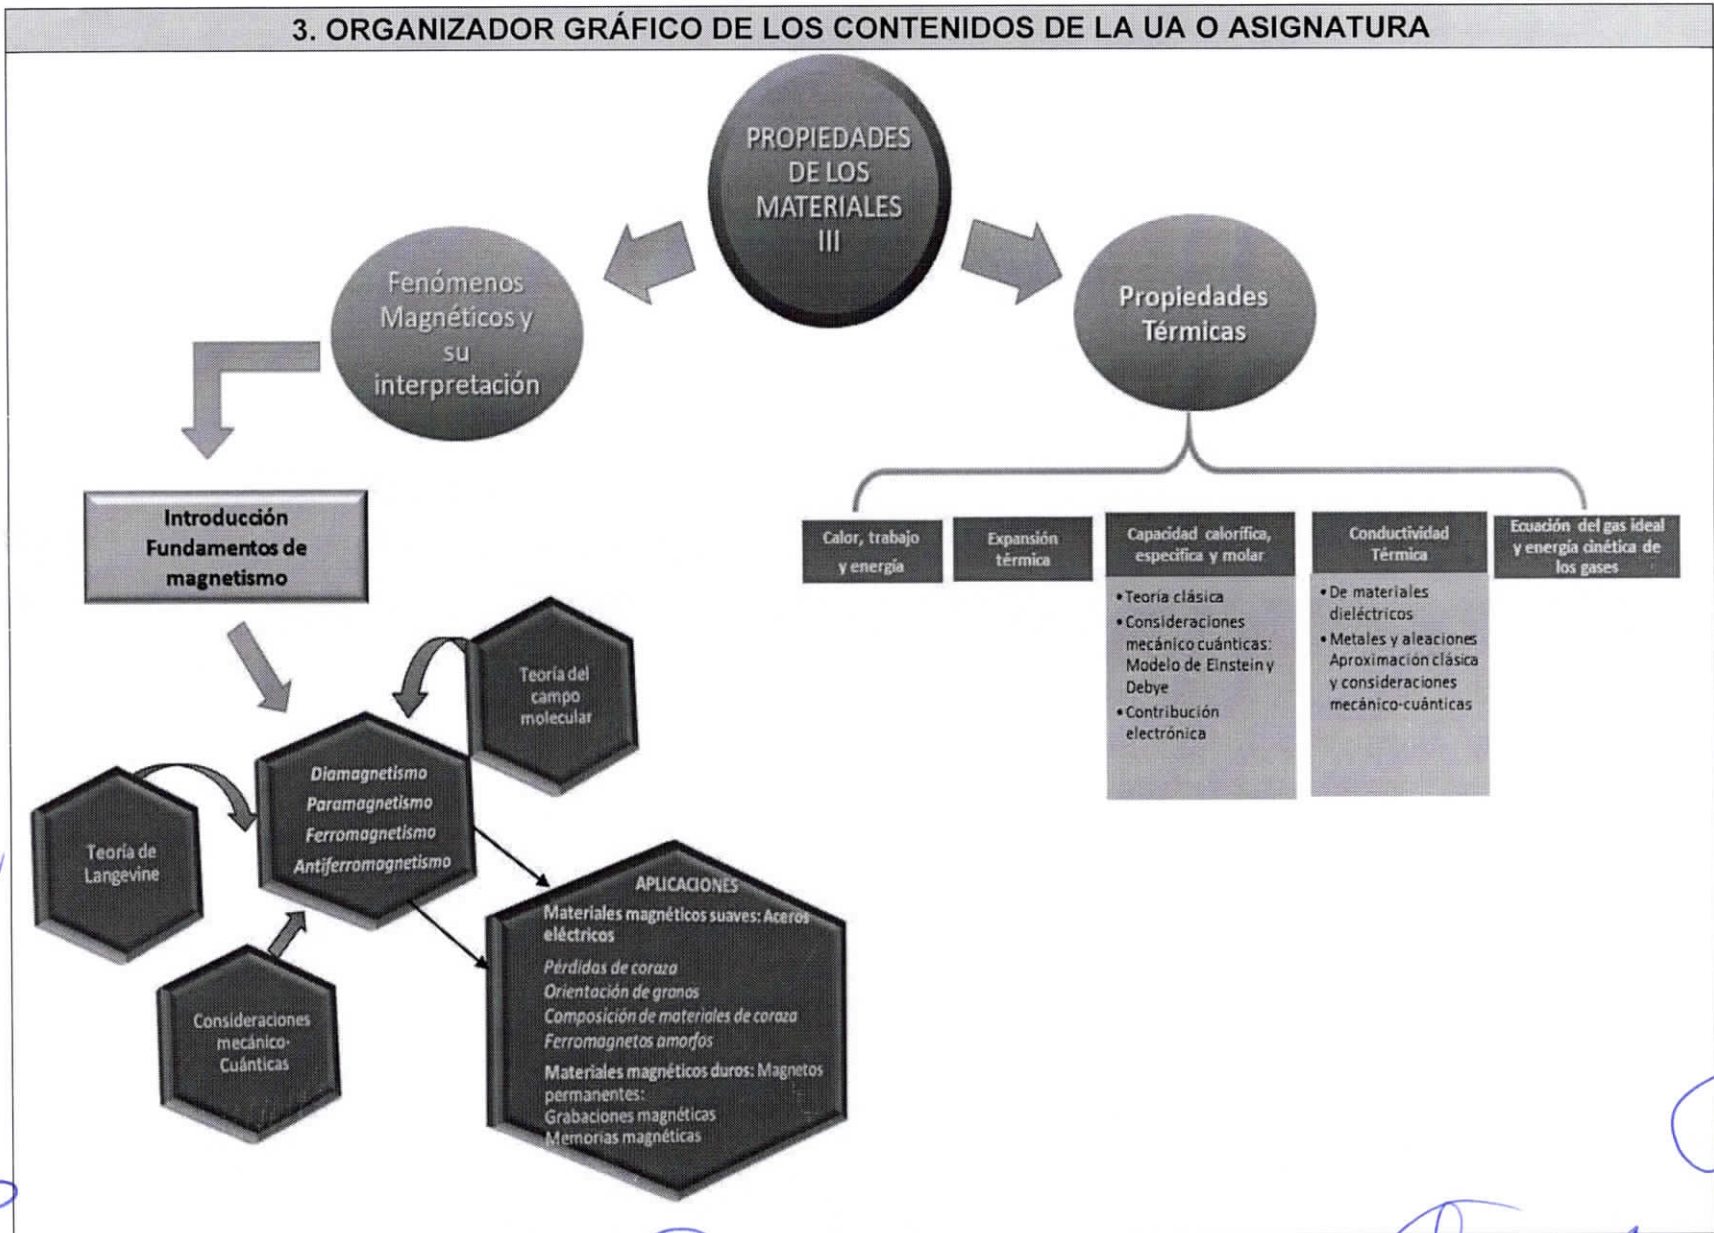 3. ORGANIZADOR GRÁFICO DE LOS CONTENIDOS DE LA UA O ASIGNATURA
PROPIEDADES
DE LOS
MATERIALES
III
Fenómenos
Magnéticos y
su
interpretación
Propiedades
Térmicas
Introducción
Fundamentos de
magnetismo
Calor, trabajo
y energía
Expansión
térmica
Capacidad calorífica,
especifica y molar
• Teoría clásica
• Consideraciones
mecánico cuánticas:
Modelo de Einstein y
Debye
• Contribución
electrónica
Conductividad
Térmica
• De materiales
dieléctricos
• Metales y aleaciones
Aproximación clásica
y consideraciones
mecánico-cuánticas
Ecuación del gas ideal
y energía cinética de
los gases
Teoría del
campo
molecular
Diamagnetismo
Paramagnetismo
Ferromagnetismo
Antiferromagnetismo
Teoría de
Langevine
Consideraciones
mecánico-
Cuánticas
APLICACIONES
Materiales magnéticos suaves: Aceros
eléctricos
Pérdidas de coraza
Orientación de granos
Composición de materiales de coraza
Ferromagnetos amorfos
Materiales magnéticos duros: Magnetos
permanentes:
Grabaciones magnéticas
Memorias magnéticas